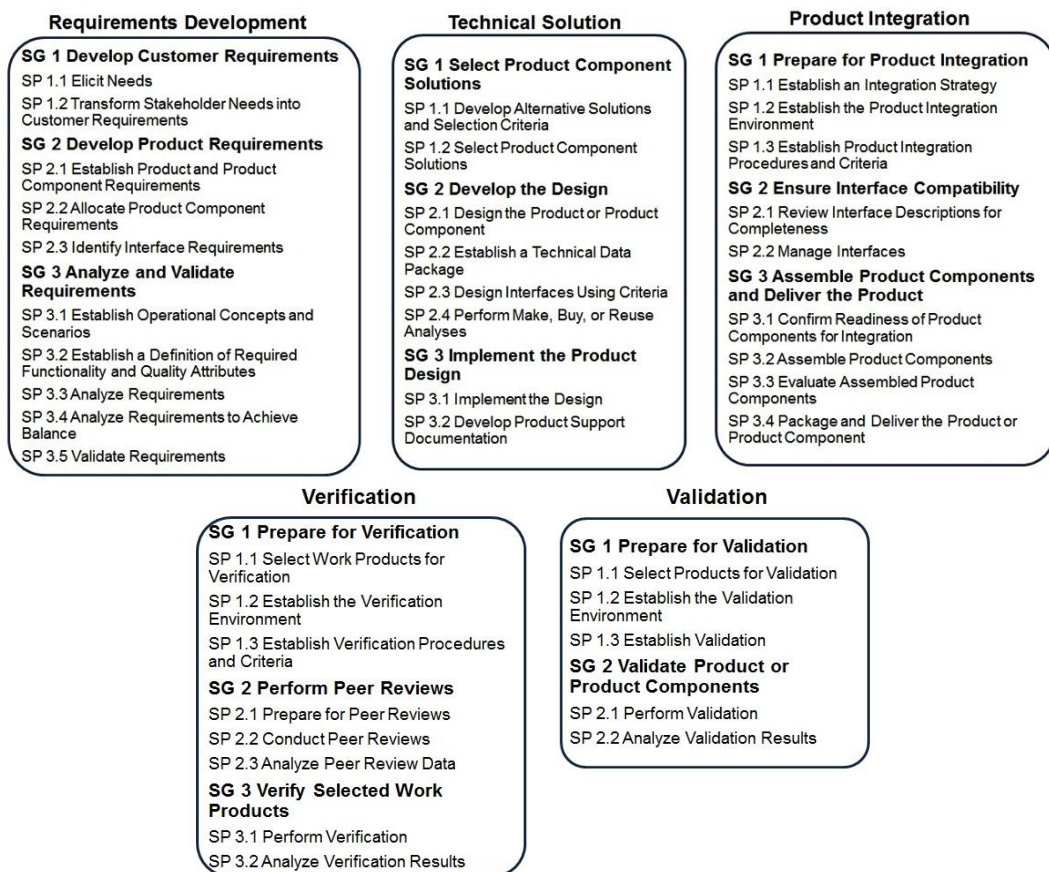 Requirements Development
SG 1 Develop Customer Requirements
SP 1.1 Elicit Needs
SP 1.2 Transform Stakeholder Needs into
Customer Requirements
SG 2 Develop Product Requirements
SP 2.1 Establish Product and Product
Component Requirements
SP 2.2 Allocate Product Component
Requirements
SP 2.3 Identify Interface Requirements
SG 3 Analyze and Validate
Requirements
SP 3.1 Establish Operational Concepts and
Scenarios
SP 3.2 Establish a Definition of Required
Functionality and Quality Attributes
SP 3.3 Analyze Requirements
SP 3.4 Analyze Requirements to Achieve
Balance
SP 3.5 Validate Requirements
Technical Solution
SG 1 Select Product Component
Solutions
SP 1.1 Develop Alternative Solutions
and Selection Criteria
SP 1.2 Select Product Component
Solutions
SG 2 Develop the Design
SP 2.1 Design the Product or Product
Component
SP 2.2 Establish a Technical Data
Package
SP 2.3 Design Interfaces Using Criteria
SP 2.4 Perform Make, Buy, or Reuse
Analyses
SG 3 Implement the Product
Design
SP 3.1 Implement the Design
SP 3.2 Develop Product Support
Documentation
Product Integration
SG 1 Prepare for Product Integration
SP 1.1 Establish an Integration Strategy
SP 1.2 Establish the Product Integration
Environment
SP 1.3 Establish Product Integration
Procedures and Criteria
SG 2 Ensure Interface Compatibility
SP 2.1 Review Interface Descriptions for
Completeness
SP 2.2 Manage Interfaces
SG 3 Assemble Product Components
and Deliver the Product
SP 3.1 Confirm Readiness of Product
Components for Integration
SP 3.2 Assemble Product Components
SP 3.3 Evaluate Assembled Product
Components
SP 3.4 Package and Deliver the Product or
Product Component
Verification
SG 1 Prepare for Verification
SP 1.1 Select Work Products for
Verification
SP 1.2 Establish the Verification
Environment
SP 1.3 Establish Verification Procedures
and Criteria
SG 2 Perform Peer Reviews
SP 2.1 Prepare for Peer Reviews
SP 2.2 Conduct Peer Reviews
SP 2.3 Analyze Peer Review Data
SG 3 Verify Selected Work
Products
SP 3.1 Perform Verification
SP 3.2 Analyze Verification Results
Validation
SG 1 Prepare for Validation
SP 1.1 Select Products for Validation
SP 1.2 Establish the Validation
Environment
SP 1.3 Establish Validation
SG 2 Validate Product or
Product Components
SP 2.1 Perform Validation
SP 2.2 Analyze Validation Results